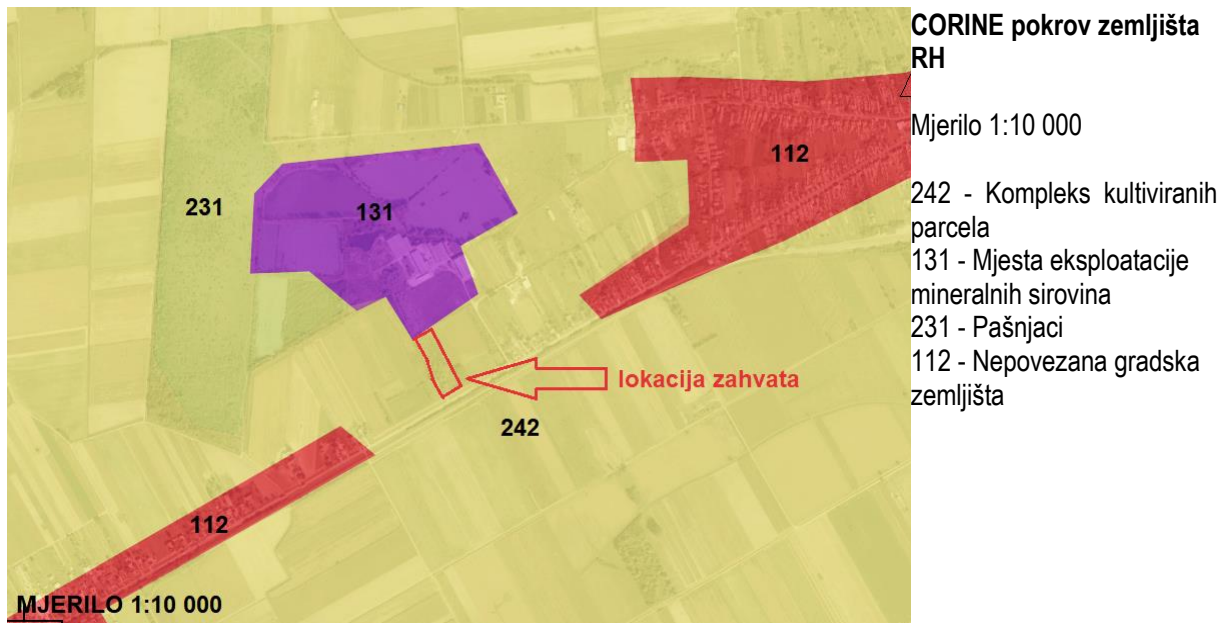 CORINE pokrov zemljišta
RH
Mjerilo 1:10 000
242 - Kompleks kultiviranih
parcela
131 - Mjesta eksploatacije
mineralnih sirovina
231 - Pašnjaci
112 - Nepovezana gradska
zemljišta
112
231
131
lokacija zahvata
242
112
MJERILO 1:10 000